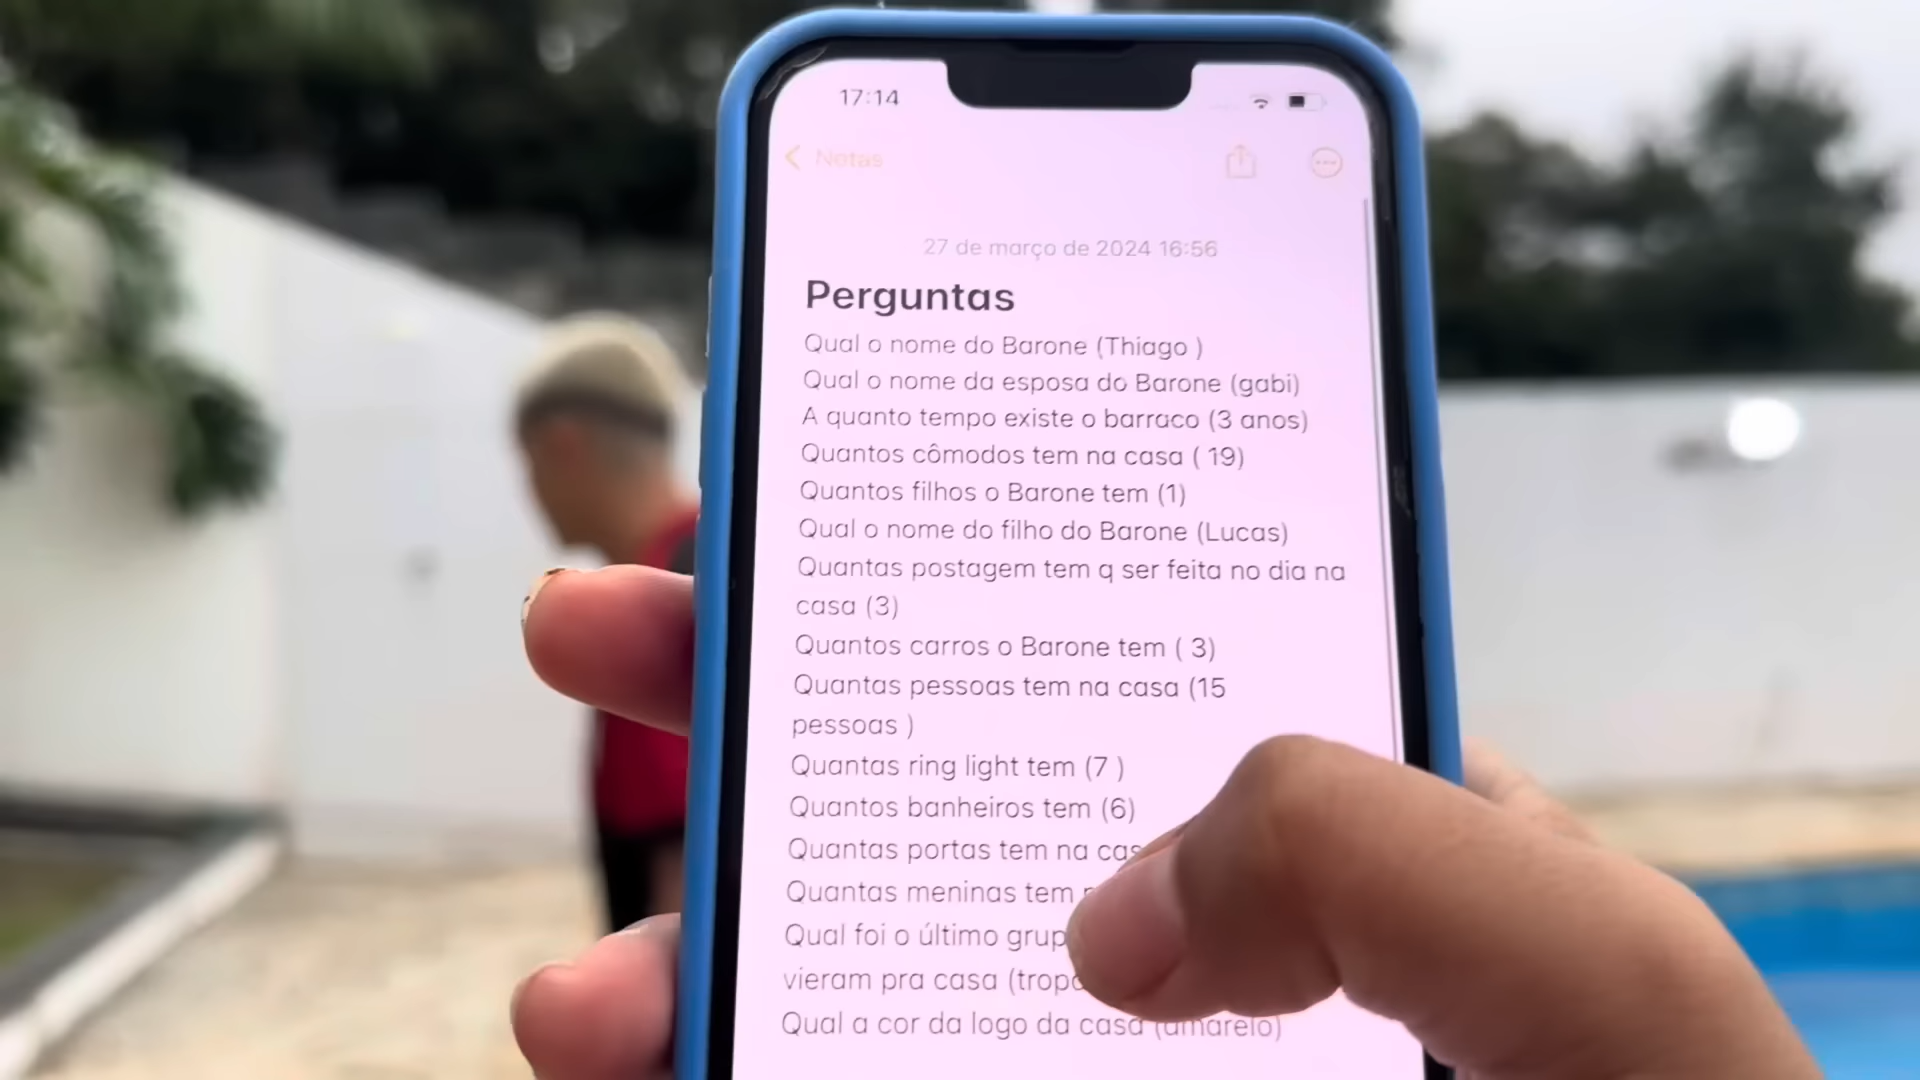 17:14
Notas
27 de março de 2024 16:56
Perguntas
Qual o nome do Barone (Thiago )
Qual o nome da esposa do Barone (gabi)
A quanto tempo existe o barraco (3 anos)
Quantos cômodos tem na casa ( 19)
Quantos filhos o Barone tem (1)
Qual o nome do filho do Barone (Lucas)
Quantas postagem tem q ser feita no dia na
casa (3)
Quantos carros o Barone tem ( 3)
Quantas pessoas tem na casa (15
pessoas )
Quantas ring light tem (7 )
Quantos banheiros tem (6)
Quantas portas tem na
Quantas meninas tem
Qual foi o último
vieram pra casa
Qual a cor da logo da casa (amarelo)